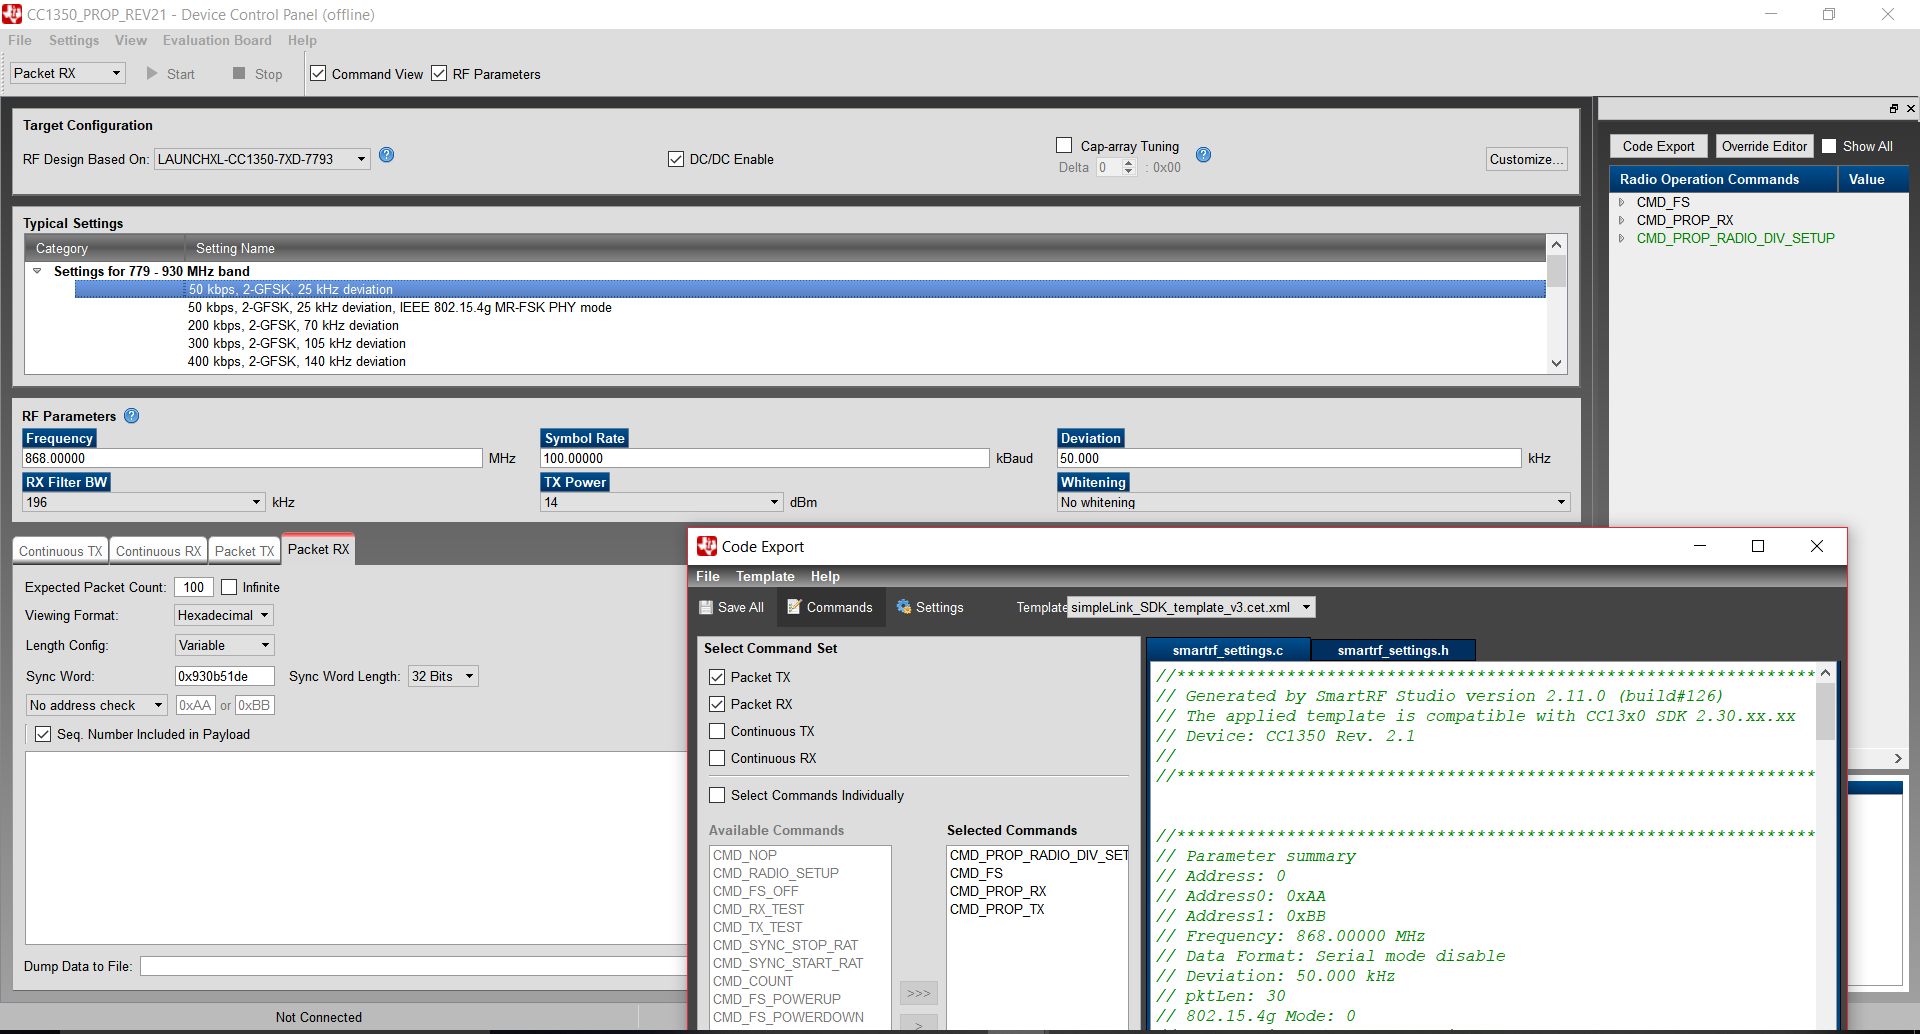 CC1350_PROP_REV21 - Device Control Panel (offline)
File Settings View Evaluation Board Help
Packet RX Start Stop Command View RF Parameters
Target Configuration
RF Design Based On: LAUNCHXL-CC1350-7XD-7793
DC/DC Enable
Cap-array Tuning
Delta 0 : 0x00
Customize...
Code Export Override Editor Show All
Radio Operation Commands Value
CMD_FS
CMD_PROP_RX
CMD_PROP_RADIO_DIV_SETUP
Typical Settings
Category Setting Name
Settings for 779 - 930 MHz band
50 kbps, 2-GFSK, 25 kHz deviation
50 kbps, 2-GFSK, 25 kHz deviation, IEEE 802.15.4g MR-FSK PHY mode
200 kbps, 2-GFSK, 70 kHz deviation
300 kbps, 2-GFSK, 105 kHz deviation
400 kbps, 2-GFSK, 140 kHz deviation
RF Parameters
Frequency Symbol Rate Deviation
868.00000 MHz 100.00000 kBaud 50.000 kHz
RX Filter BW TX Power Whitening
196 kHz 14 dBm No whitening
Continuous TX Continuous RX Packet TX Packet RX
Expected Packet Count: 100 Infinite
Viewing Format: Hexadecimal
Length Config: Variable
Sync Word: 0x930b51de Sync Word Length: 32 Bits
No address check 0xAA or 0xBB
Seq. Number Included in Payload
Dump Data to File:
Not Connected
Code Export
File Template Help
Save All Commands Settings Template simpleLink_SDK_template_v3.cet.xml
Select Command Set
Packet TX
Packet RX
Continuous TX
Continuous RX
Select Commands Individually
Available Commands
CMD_NOP
CMD_RADIO_SETUP
CMD_FS_OFF
CMD_RX_TEST
CMD_TX_TEST
CMD_SYNC_STOP_RAT
CMD_SYNC_START_RAT
CMD_COUNT
CMD_FS_POWERUP
CMD_FS_POWERDOWN
>>>
>
Selected Commands
CMD_PROP_RADIO_DIV_SET
CMD_FS
CMD_PROP_RX
CMD_PROP_TX
smartrf_settings.c smartrf_settings.h
//****************************************************************
// Generated by SmartRF Studio version 2.11.0 (build#126)
// The applied template is compatible with CC13x0 SDK 2.30.xx.xx
// Device: CC1350 Rev. 2.1
//
//****************************************************************
//****************************************************************
// Parameter summary
// Address: 0
// Address0: 0xAA
// Address1: 0xBB
// Frequency: 868.00000 MHz
// Data Format: Serial mode disable
// Deviation: 50.000 kHz
// pktLen: 30
// 802.15.4g Mode: 0